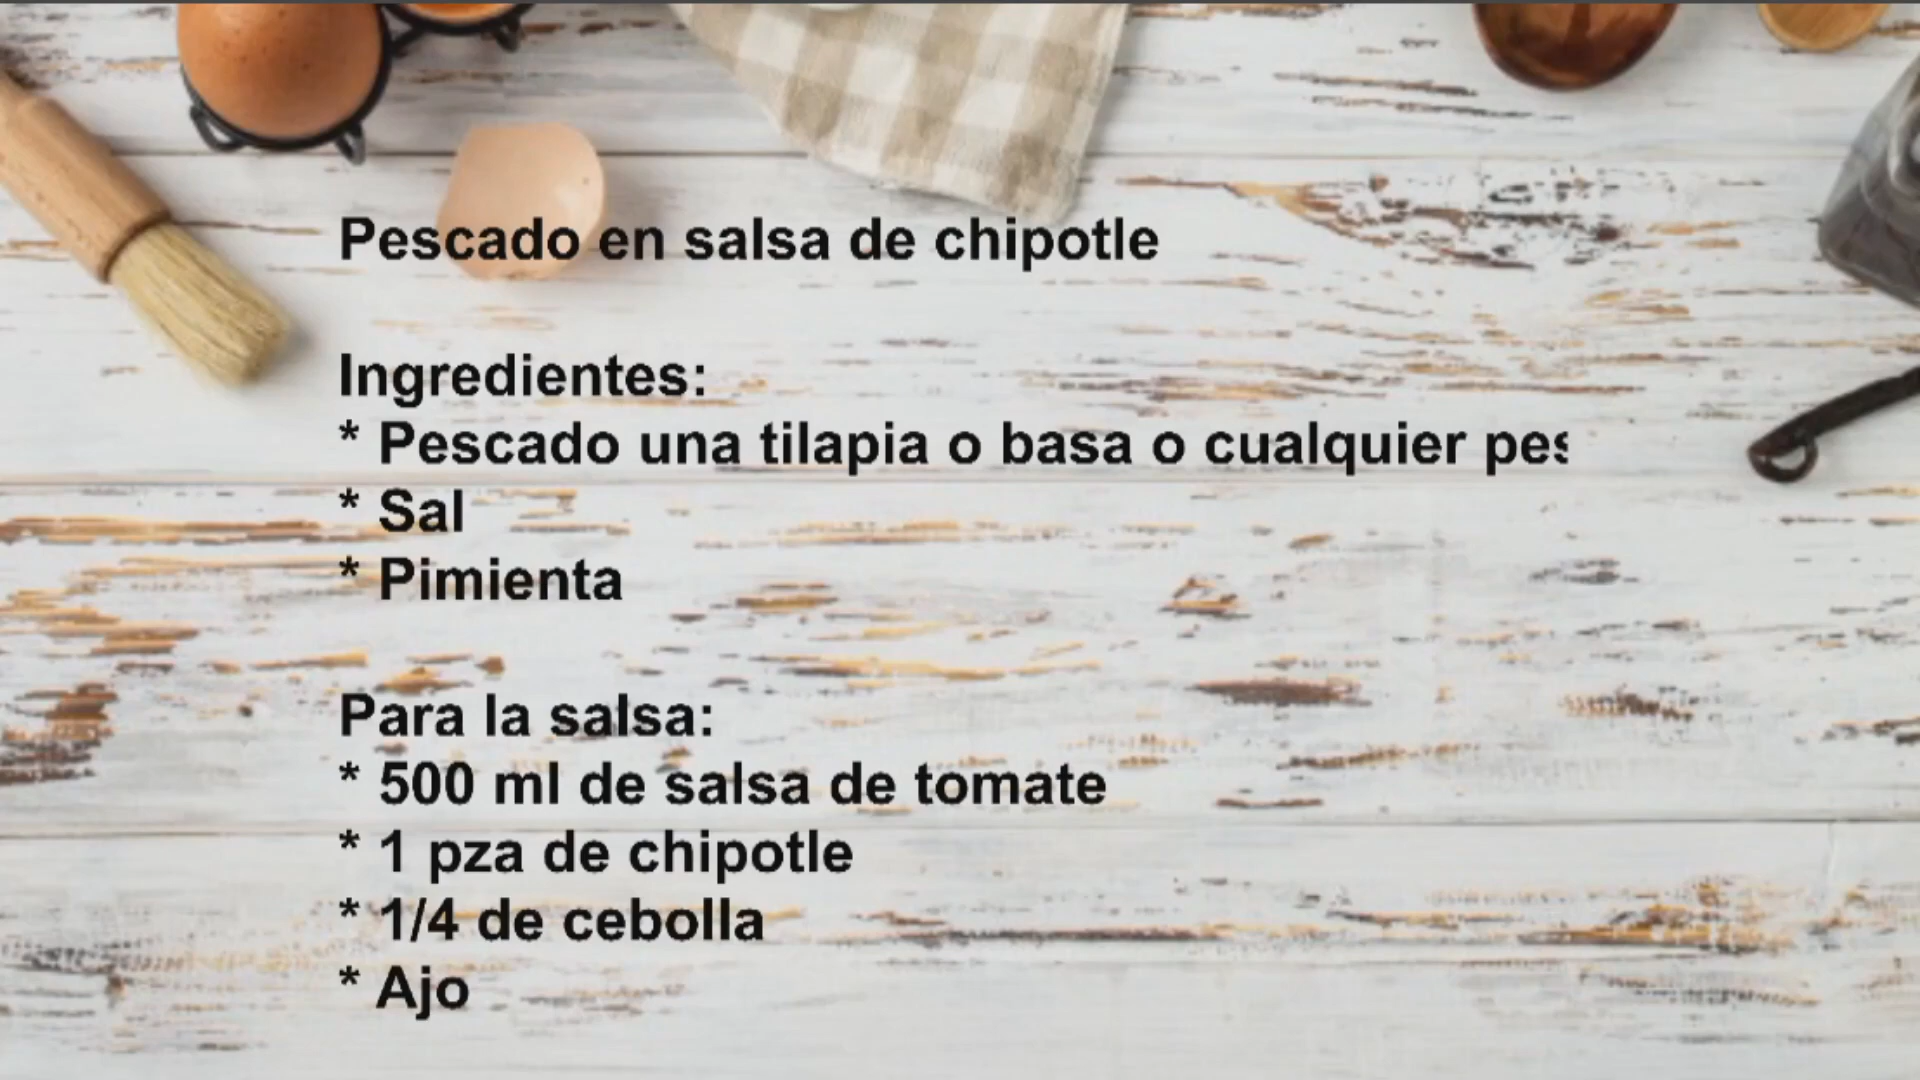 Pescado en salsa de chipotle
Ingredientes:
* Pescado una tilapia o basa o cualquier
* Sal
* Pimienta
Para la salsa:
* 500 ml de salsa de tomate
* 1 pza de chipotle
* 1/4 de cebolla
* Ajo